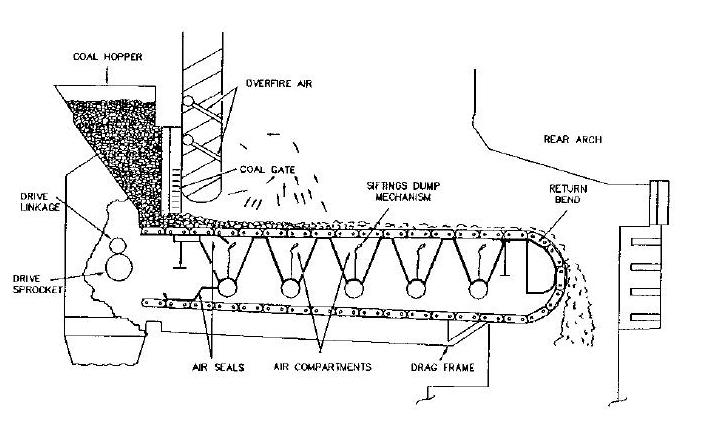 COAL HOPPER
OVERFIRE AIR
REAR ARCH
COAL GATE
SIFTINGS DUMP
MECHANISM
RETURN
BEND
DRIVE
LINKAGE
DRIVE
SPROCKET
AIR SEALS
AIR COMPARTMENTS
DRAG FRAME